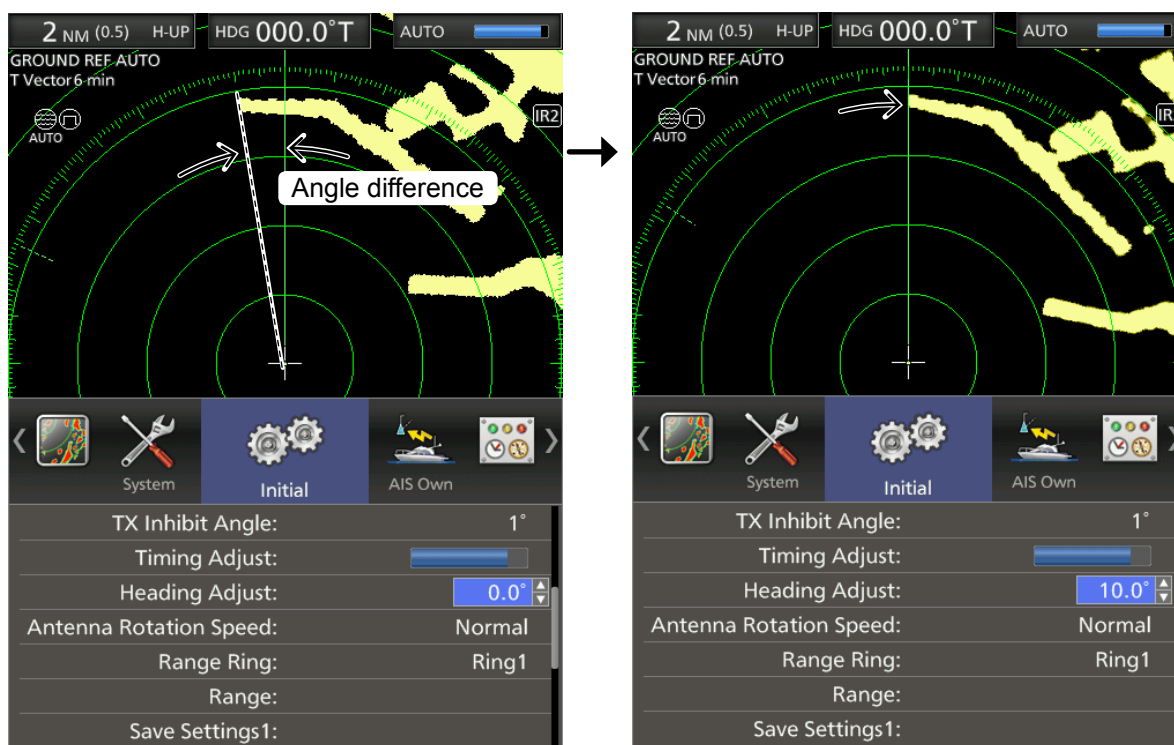 2 NM (0.5) H-UP HDG 000.0°T AUTO
GROUND REF AUTO
T Vector 6 min
AUTO
IR2
Angle difference
System
Initial
AIS Own
TX Inhibit Angle: 1°
Timing Adjust:
Heading Adjust: 0.0°
Antenna Rotation Speed: Normal
Range Ring: Ring1
Range:
Save Settings1:
2 NM (0.5) H-UP HDG 000.0°T AUTO
GROUND REF AUTO
T Vector 6 min
AUTO
System
Initial
AIS Own
TX Inhibit Angle: 1°
Timing Adjust:
Heading Adjust: 10.0°
Antenna Rotation Speed: Normal
Range Ring: Ring1
Range:
Save Settings1: